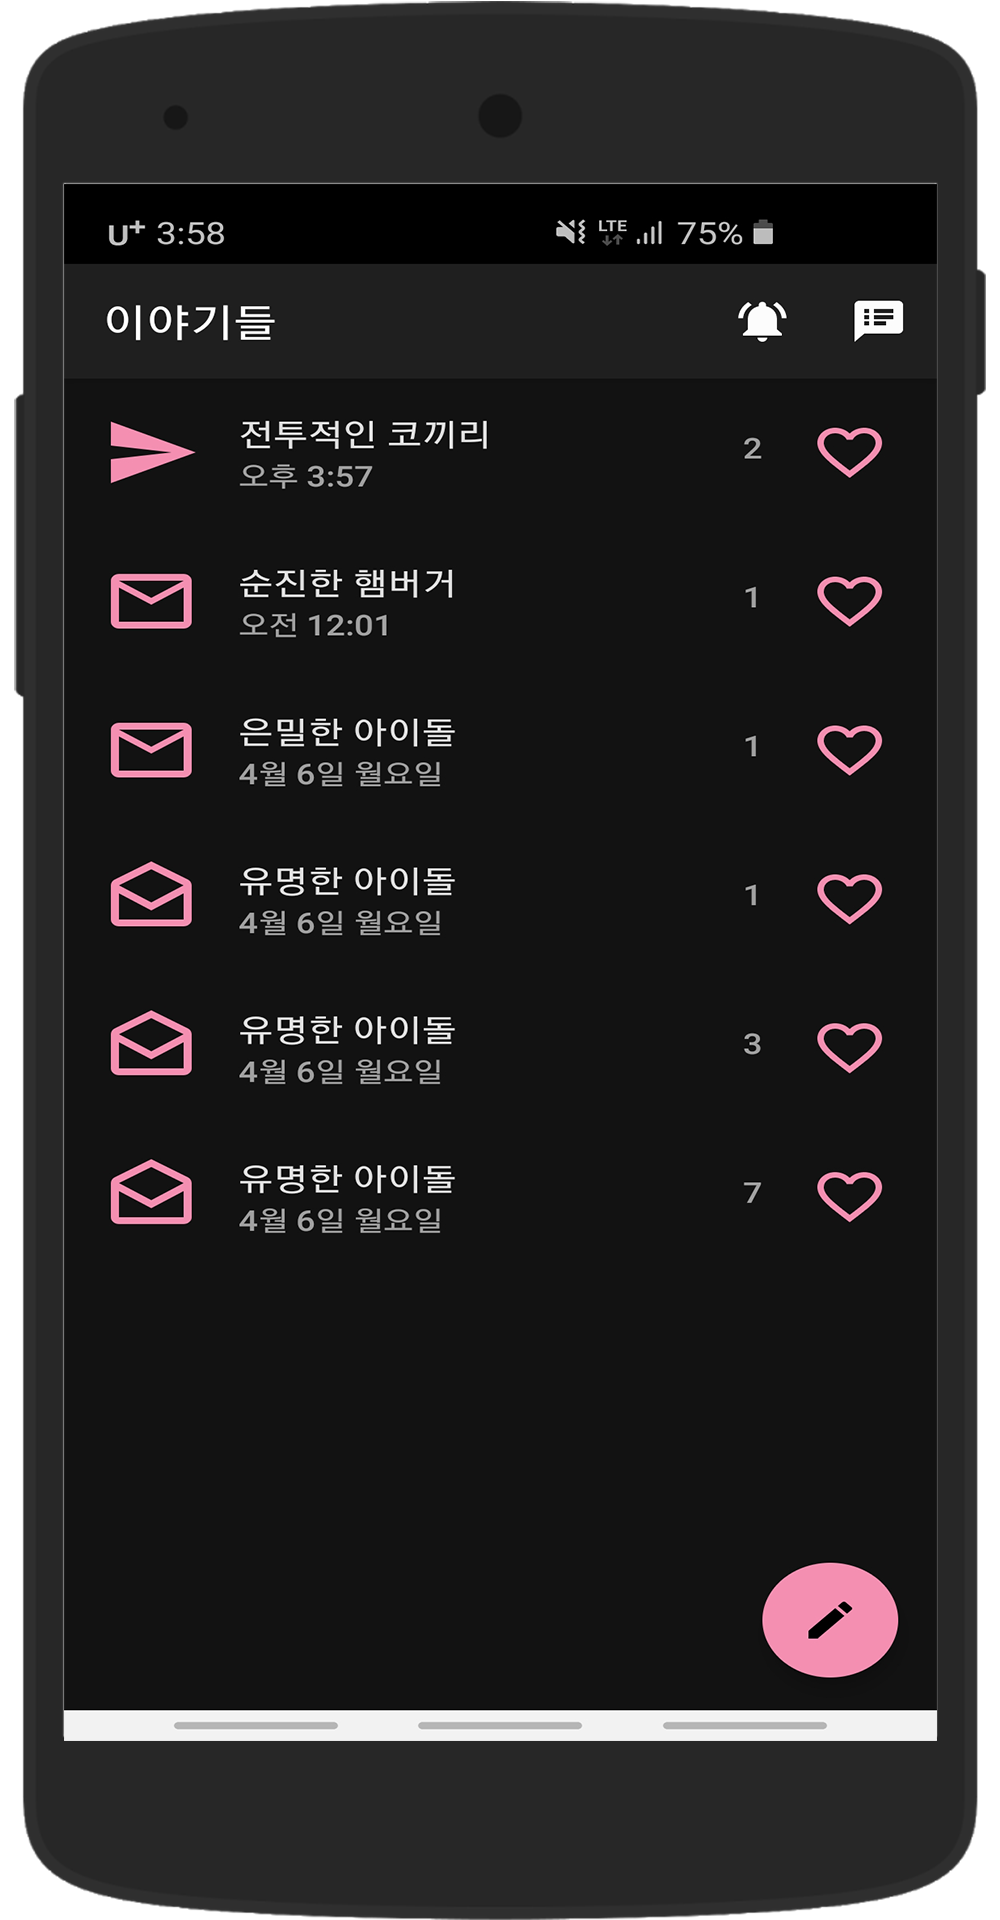 U+ 3:58 LTE 75%
이야기들
전투적인 코끼리
오후 3:57
2
순진한 햄버거
오전 12:01
1
은밀한 아이돌
4월 6일 월요일
1
유명한 아이돌
4월 6일 월요일
1
유명한 아이돌
4월 6일 월요일
3
유명한 아이돌
4월 6일 월요일
7